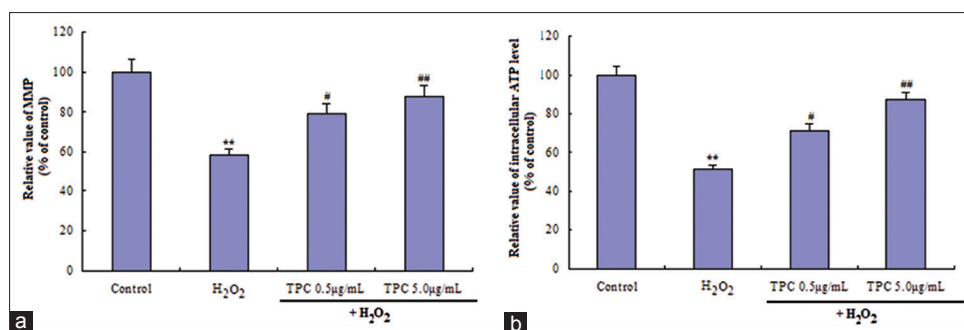 Relative value of MMP
(% of control)
120
100
80
60
40
20
0
**
#
##
Control
H₂O₂
TPC 0.5µg/mL
TPC 5.0µg/mL
+ H₂O₂
a
Relative value of intracellular ATP level
(% of control)
120
100
80
60
40
20
0
**
#
##
Control
H₂O₂
TPC 0.5µg/mL
TPC 5.0µg/mL
+ H₂O₂
b